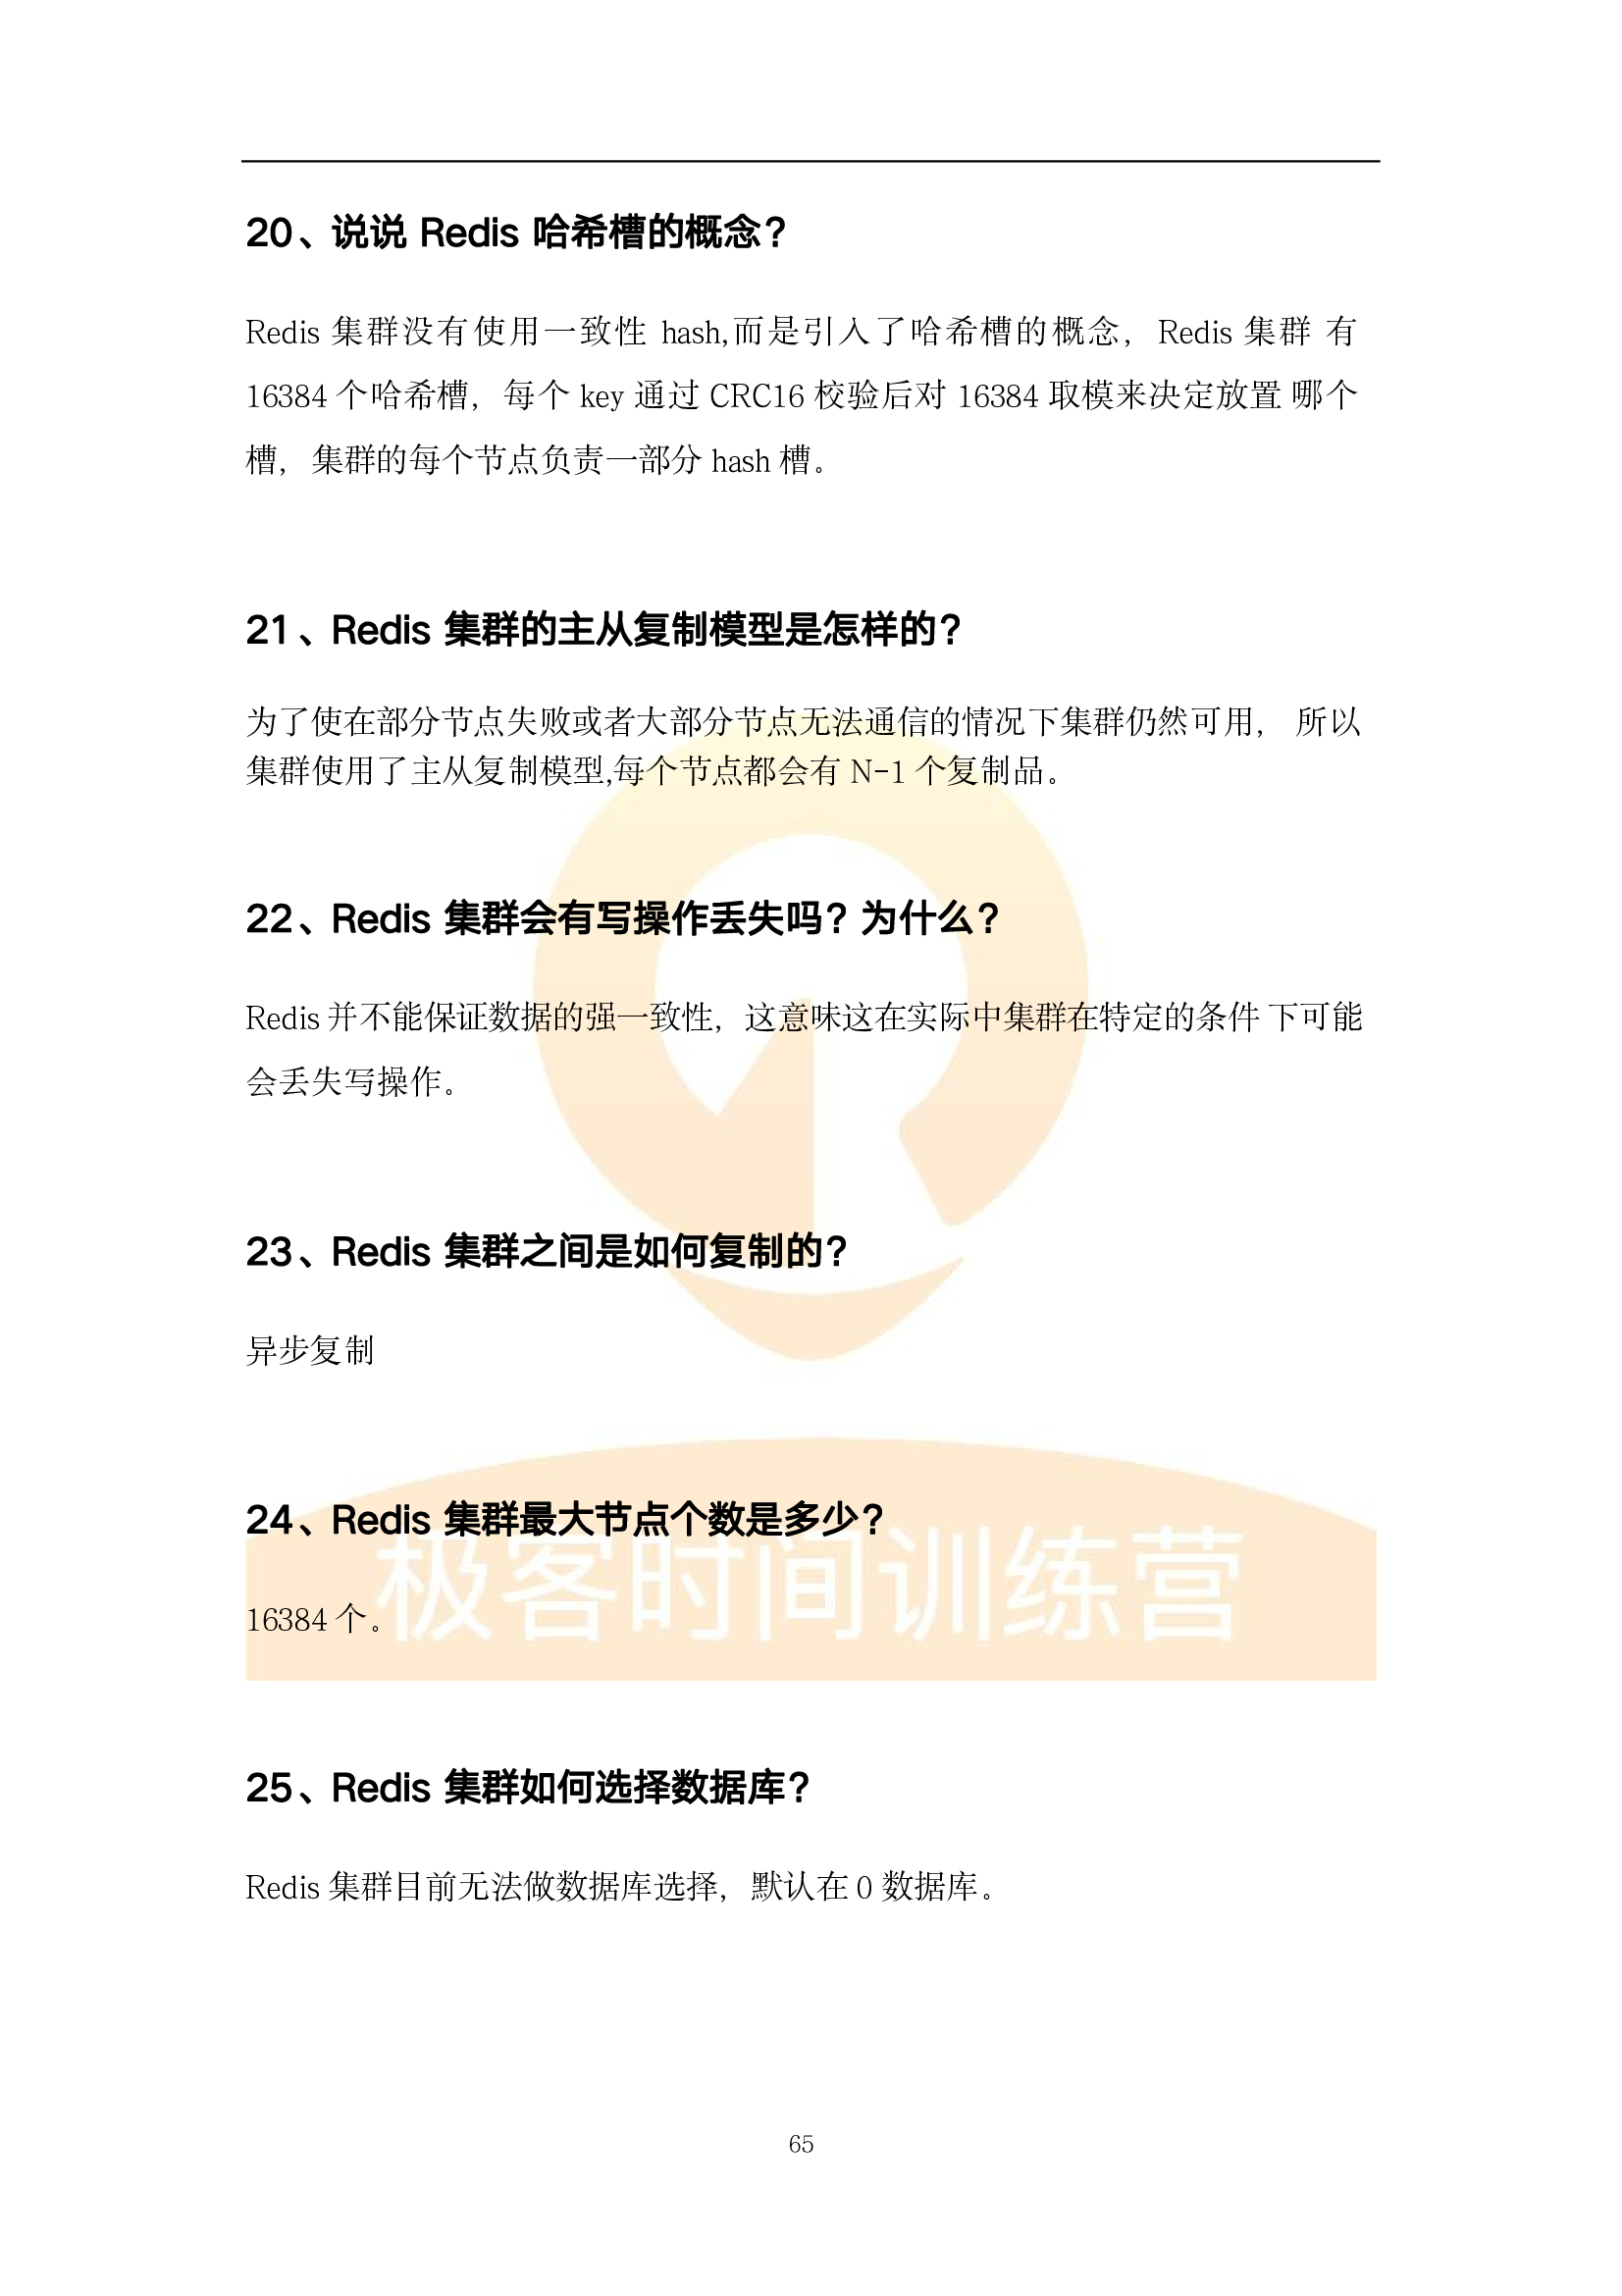 20、说说 Redis 哈希槽的概念？
Redis 集群没有使用一致性 hash,而是引入了哈希槽的概念，Redis 集群 有
16384 个哈希槽，每个 key 通过 CRC16 校验后对 16384 取模来决定放置 哪个
槽，集群的每个节点负责一部分 hash 槽。
21、Redis 集群的主从复制模型是怎样的？
为了使在部分节点失败或者大部分节点无法通信的情况下集群仍然可用， 所以
集群使用了主从复制模型,每个节点都会有 N-1 个复制品。
22、Redis 集群会有写操作丢失吗？为什么？
Redis 并不能保证数据的强一致性，这意味这在实际中集群在特定的条件 下可能
会丢失写操作。
23、Redis 集群之间是如何复制的？
异步复制
24、Redis 集群最大节点个数是多少？
极客时间训练营
16384 个。
25、Redis 集群如何选择数据库？
Redis 集群目前无法做数据库选择，默认在 0 数据库。
65